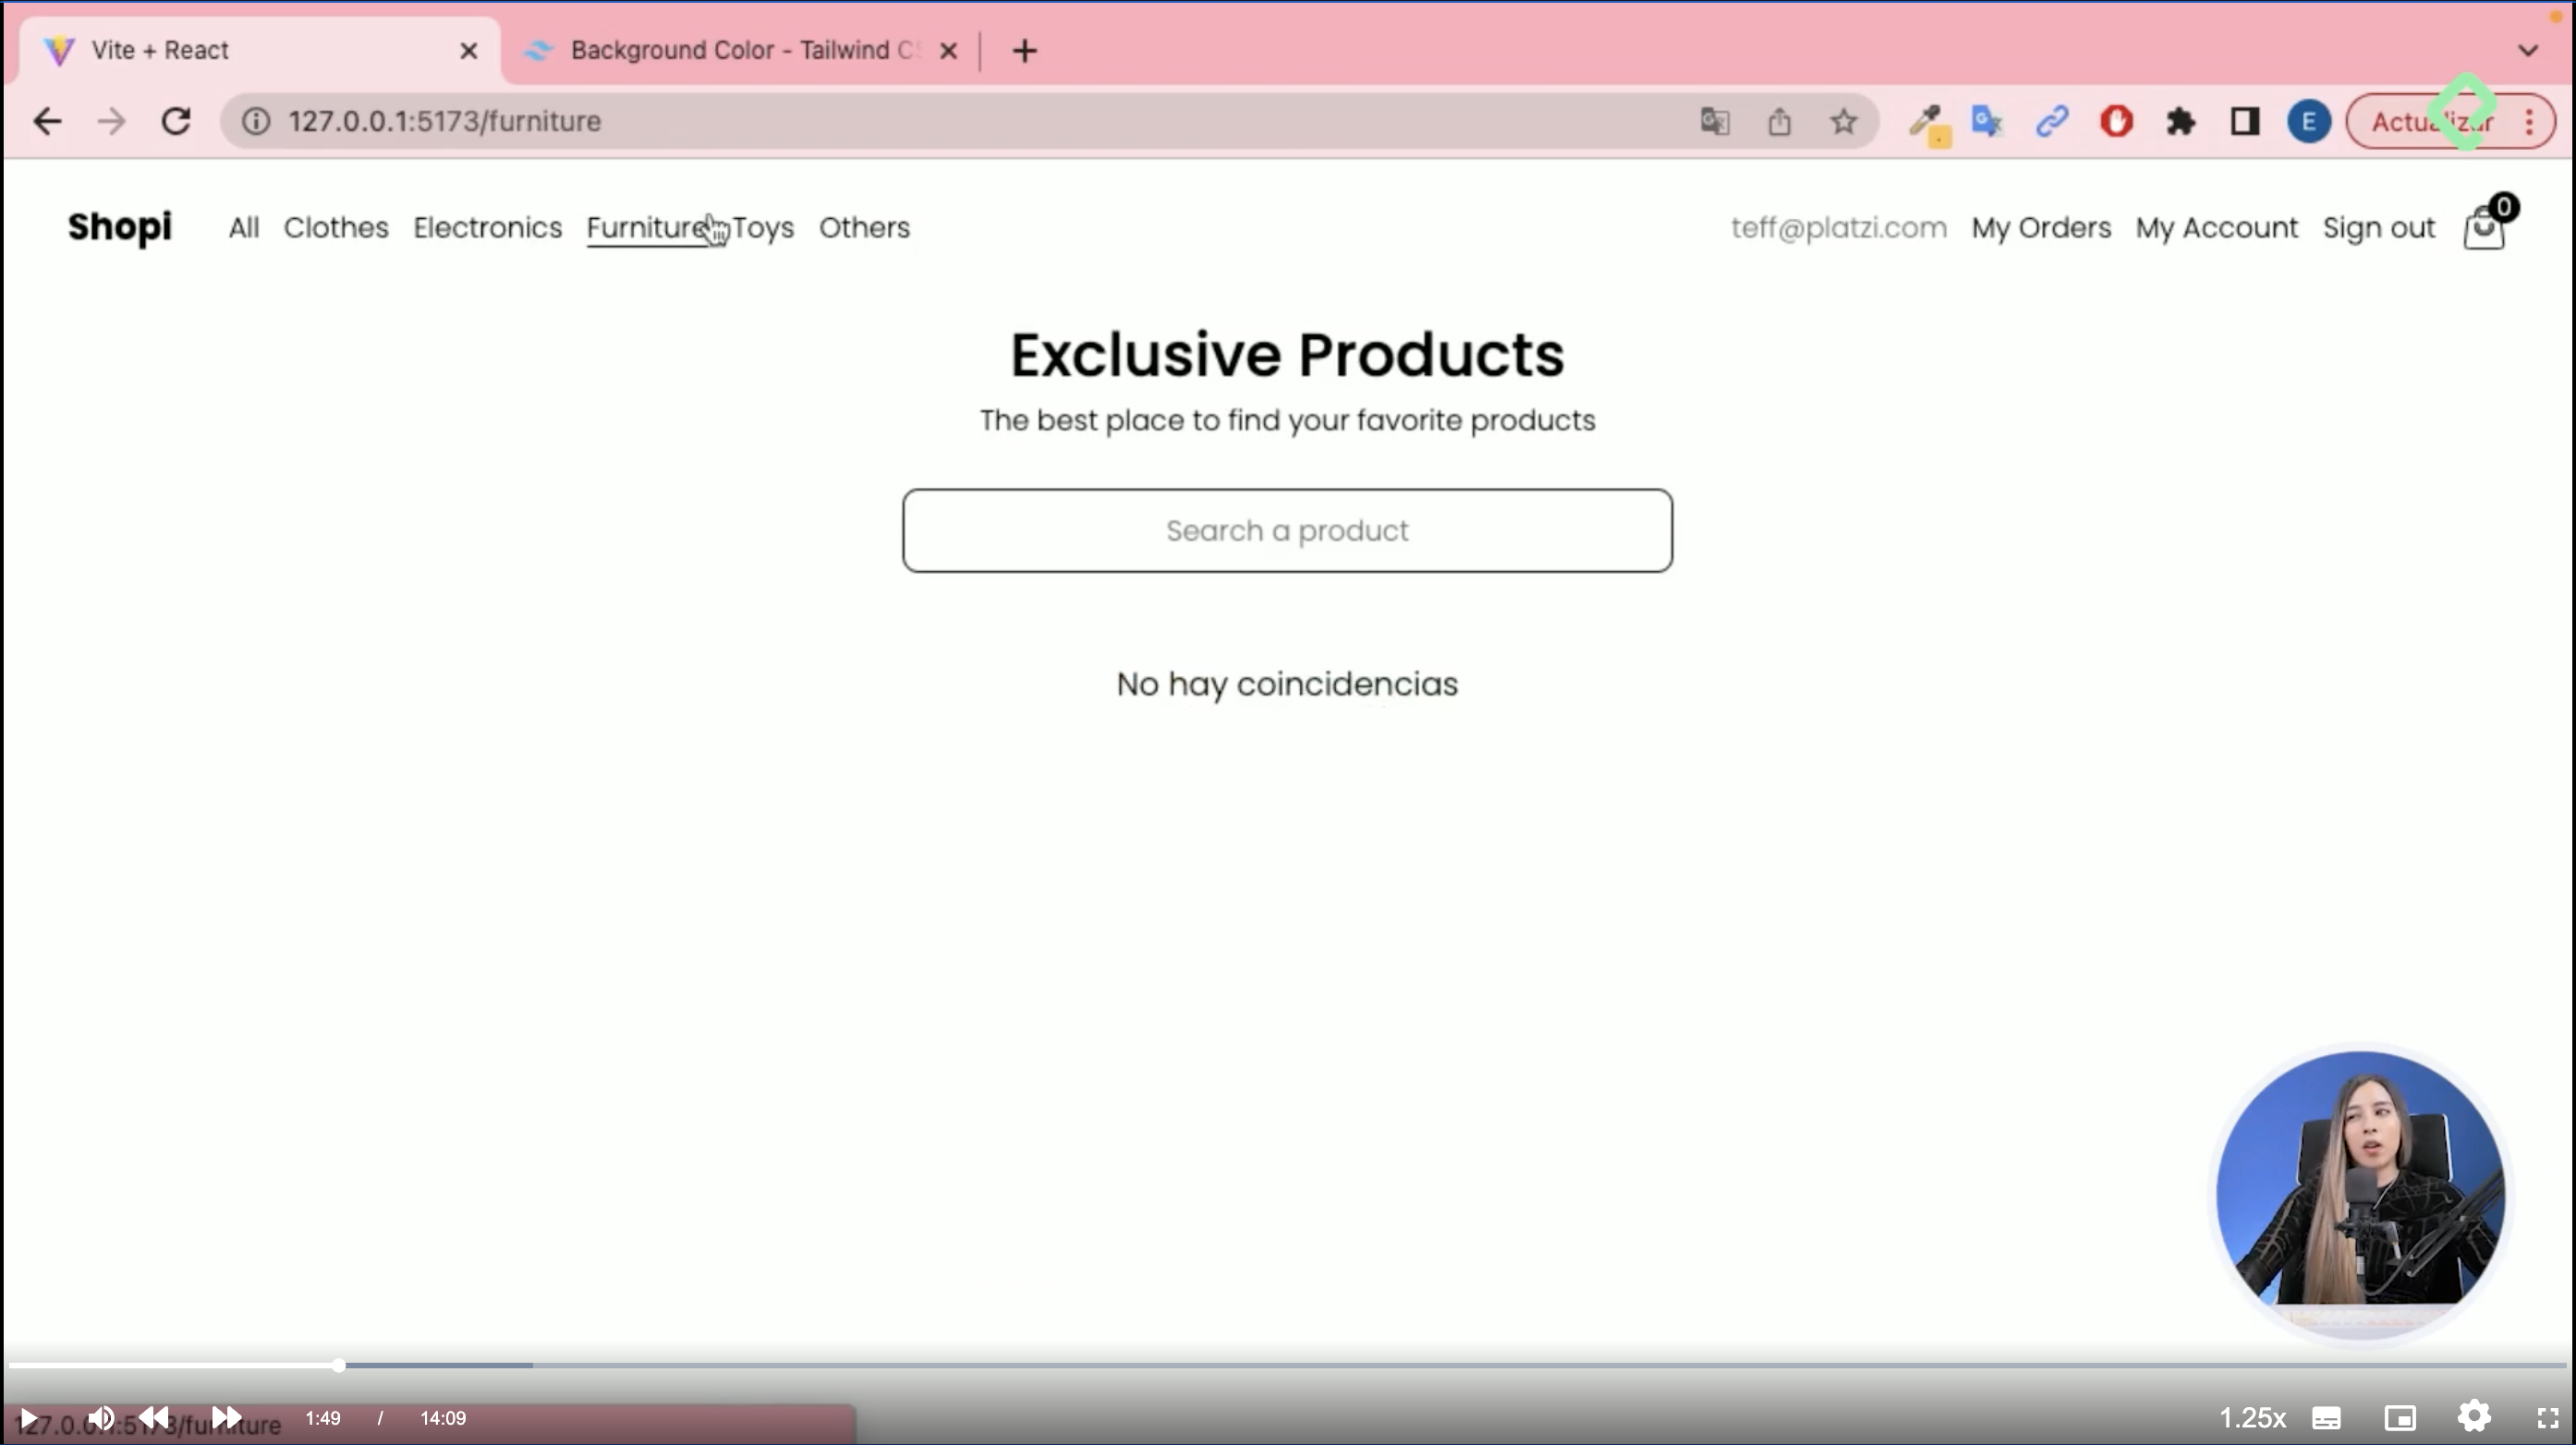 Vite + React
Background Color - Tailwind CS
127.0.0.1:5173/furniture
Actualizar
Shopi All Clothes Electronics Furniture Toys Others teff@platzi.com My Orders My Account Sign out 0
Exclusive Products
The best place to find your favorite products
Search a product
No hay coincidencias
127.0.0.1:5173/furniture
1:49 / 14:09 1.25x